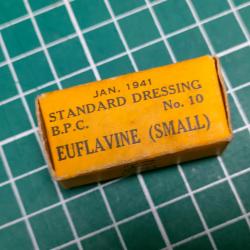 JAN. 1941
STANDARD DRESSING
B.P.C. No. 10
EUFLAVINE (SMALL)